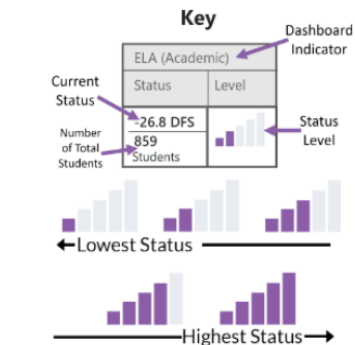 Key
Dashboard
Indicator
ELA (Academic)
Current
Status
Status
Level
-26.8 DFS
Number
of Total
Students
859
Students
Status
Level
Lowest Status
Highest Status